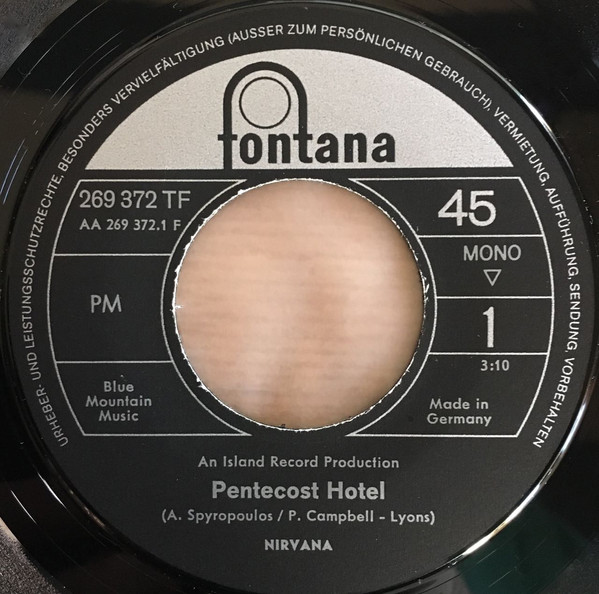 URHEBER- UND LEISTUNGSSCHUTZRECHTE, BESONDERS VERVIELFÄLTIGUNG (AUSSER ZUM PERSÖNLICHEN GEBRAUCH), VERMIETUNG, AUFFÜHRUNG, SENDUNG, VORBEHALTEN
fontana
269 372 TF
AA 269 372.1 F
45
MONO
PM
1
3:10
Blue
Mountain
Music
Made in
Germany
An Island Record Production
Pentecost Hotel
(A. Spyropoulos / P. Campbell - Lyons)
NIRVANA